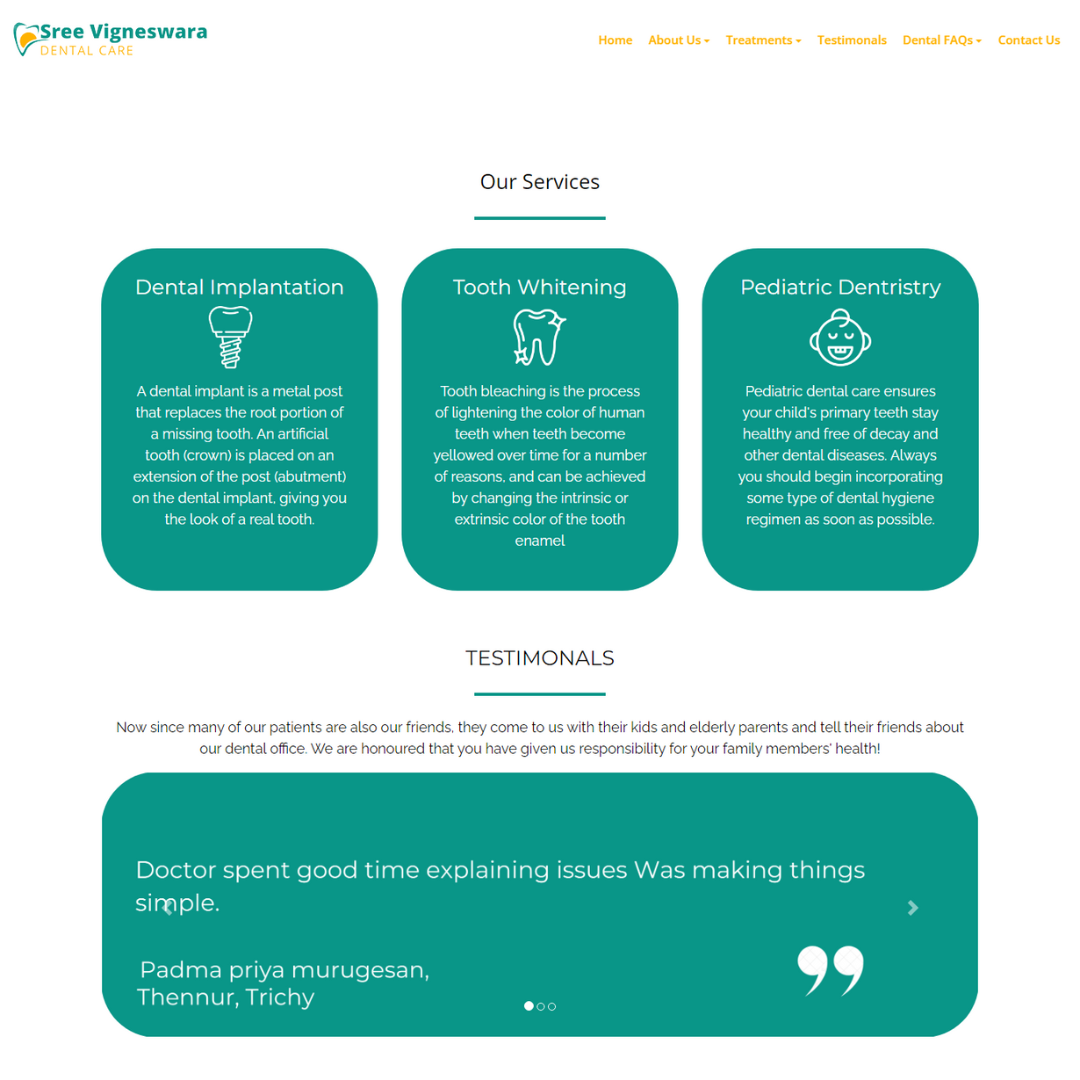 Sree Vigneswara
DENTAL CARE
Home About Us Treatments Testimonals Dental FAQs Contact Us
Our Services
Dental Implantation
A dental implant is a metal post
that replaces the root portion of
a missing tooth. An artificial
tooth (crown) is placed on an
extension of the post (abutment)
on the dental implant, giving you
the look of a real tooth.
Tooth Whitening
Tooth bleaching is the process
of lightening the color of human
teeth when teeth become
yellowed over time for a number
of reasons, and can be achieved
by changing the intrinsic or
extrinsic color of the tooth
enamel
Pediatric Dentristry
Pediatric dental care ensures
your child's primary teeth stay
healthy and free of decay and
other dental diseases. Always
you should begin incorporating
some type of dental hygiene
regimen as soon as possible.
TESTIMONALS
Now since many of our patients are also our friends, they come to us with their kids and elderly parents and tell their friends about
our dental office. We are honoured that you have given us responsibility for your family members' health!
Doctor spent good time explaining issues Was making things
simple.
Padma priya murugesan,
Thennur, Trichy